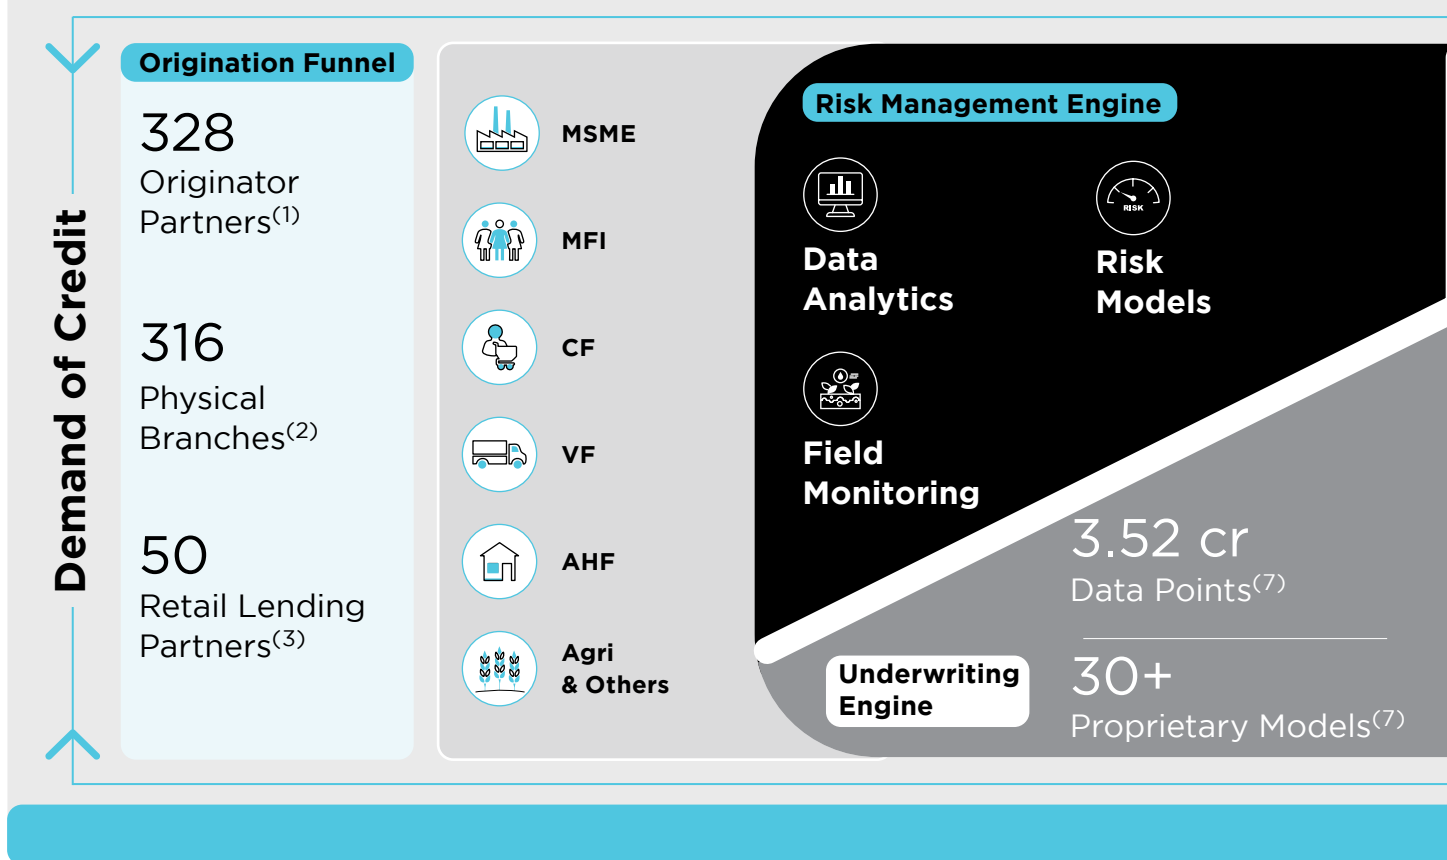 Demand of Credit
Origination Funnel
328
Originator
Partners(1)
316
Physical
Branches(2)
50
Retail Lending
Partners(3)
MSME
MFI
CF
VF
AHF
Agri
& Others
Risk Management Engine
Data
Analytics
RISK
Risk
Models
Field
Monitoring
3.52 cr
Data Points(7)
Underwriting
Engine
30+
Proprietary Models(7)